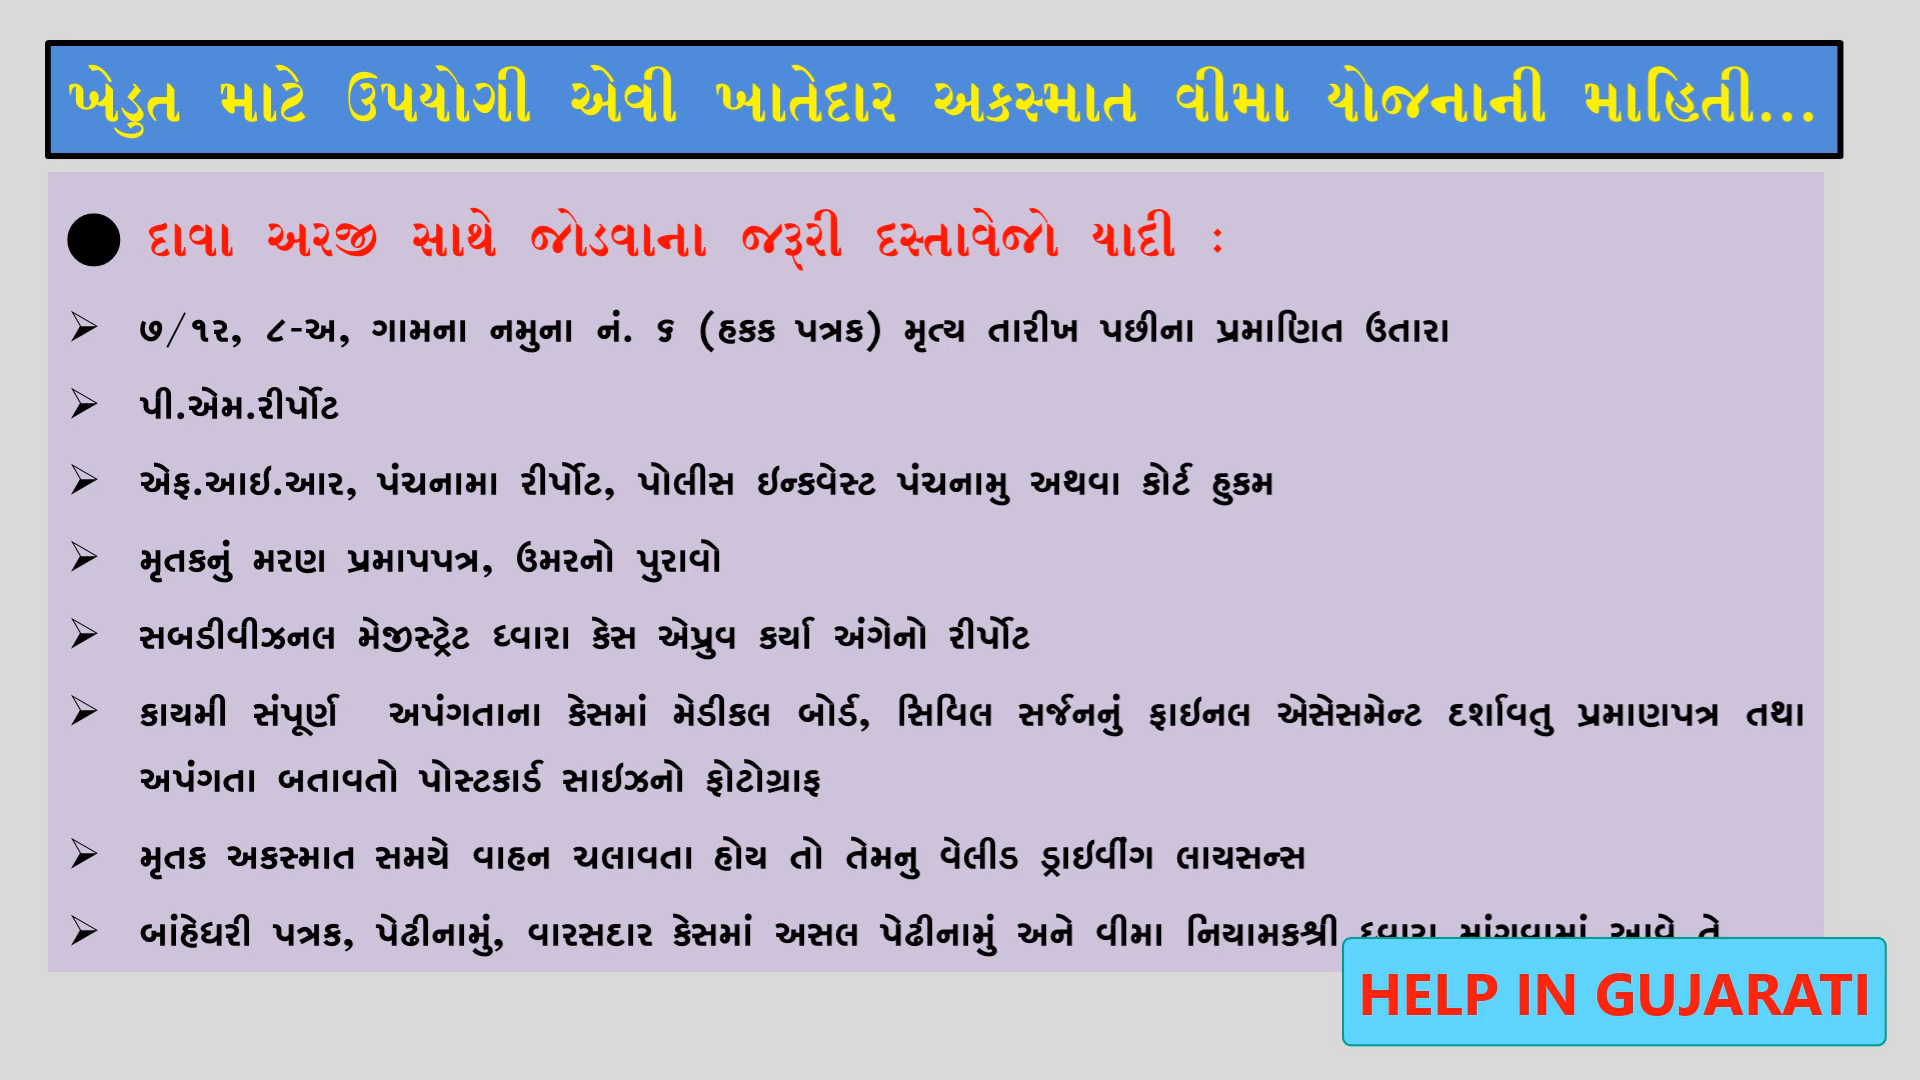 ખેડુત માટે ઉપયોગી એવી ખાતેદાર અકસ્માત વીમા યોજનાની માહિતી...
● દાવા અરજી સાથે જોડવાના જરૂરી દસ્તાવેજો યાદી :
➢ ૭/૧૨, ૮-અ, ગામના નમુના નં. ૬ (હકક પત્રક) મૃત્ય તારીખ પછીના પ્રમાણિત ઉતારા
➢ પી.એમ.રીર્પોટ
➢ એફ.આઇ.આર, પંચનામા રીર્પોટ, પોલીસ ઇન્કવેસ્ટ પંચનામુ અથવા કોર્ટ હુકમ
➢ મૃતકનું મરણ પ્રમાપપત્ર, ઉમરનો પુરાવો
➢ સબડીવીઝનલ મેજીસ્ટ્રેટ ધ્વારા કેસ એપ્રુવ કર્યા અંગેનો રીર્પોટ
➢ કાયમી સંપૂર્ણ અપંગતાના કેસમાં મેડીકલ બોર્ડ, સિવિલ સર્જનનું ફાઇનલ એસેસમેન્ટ દર્શાવતુ પ્રમાણપત્ર તથા
અપંગતા બતાવતો પોસ્ટકાર્ડ સાઇઝનો ફોટોગ્રાફ
➢ મૃતક અકસ્માત સમયે વાહન ચલાવતા હોય તો તેમનુ વેલીડ ડ્રાઇવીંગ લાયસન્સ
➢ બાંહેધરી પત્રક, પેઢીનામું, વારસદાર કેસમાં અસલ પેઢીનામું અને વીમા નિયામકશ્રી ધ્વારા માંગવામાં આવે તે
HELP IN GUJARATI